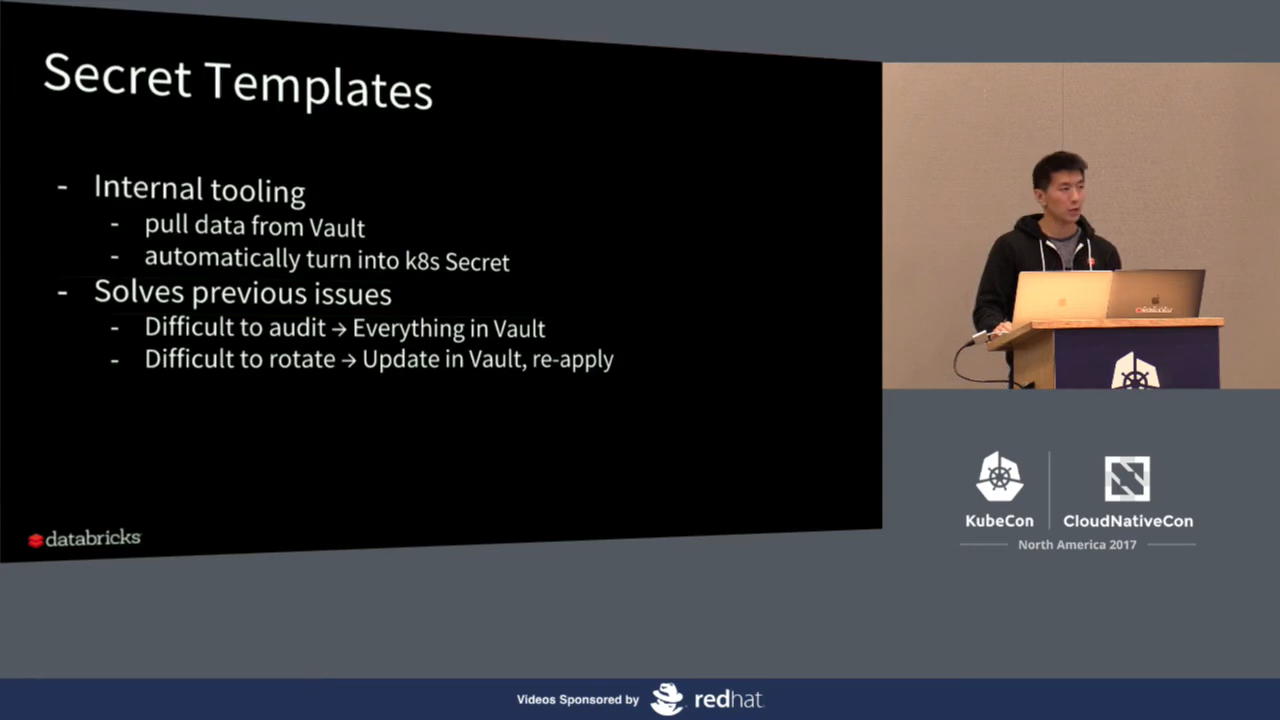 Secret Templates
- Internal tooling
- pull data from Vault
- automatically turn into k8s Secret
- Solves previous issues
- Difficult to audit → Everything in Vault
- Difficult to rotate → Update in Vault, re-apply
databricks
KubeCon
CloudNativeCon
North America 2017
Videos Sponsored by
redhat